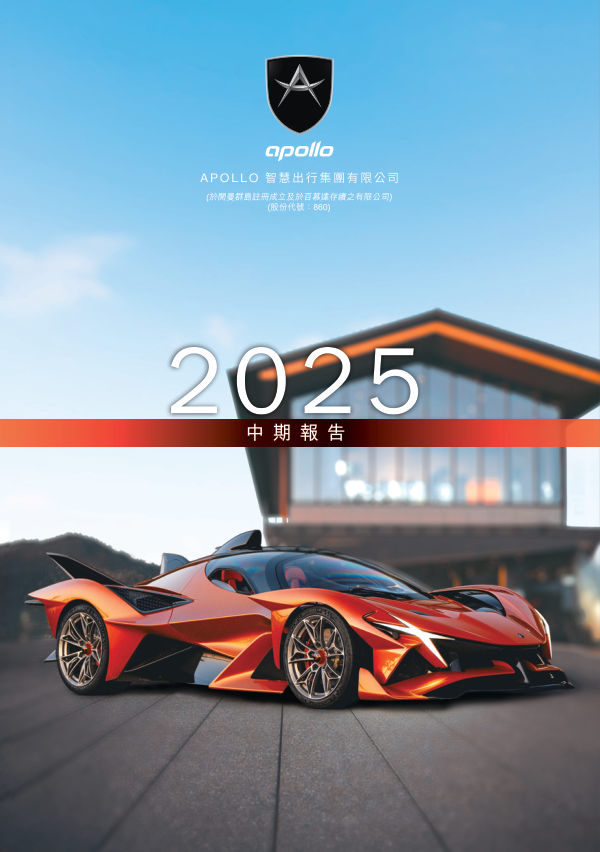 apollo
APOLLO 智慧出行集團有限公司
(於開曼群島註冊成立及於百慕達存續之有限公司)
(股份代號：860)
2025
中期報告